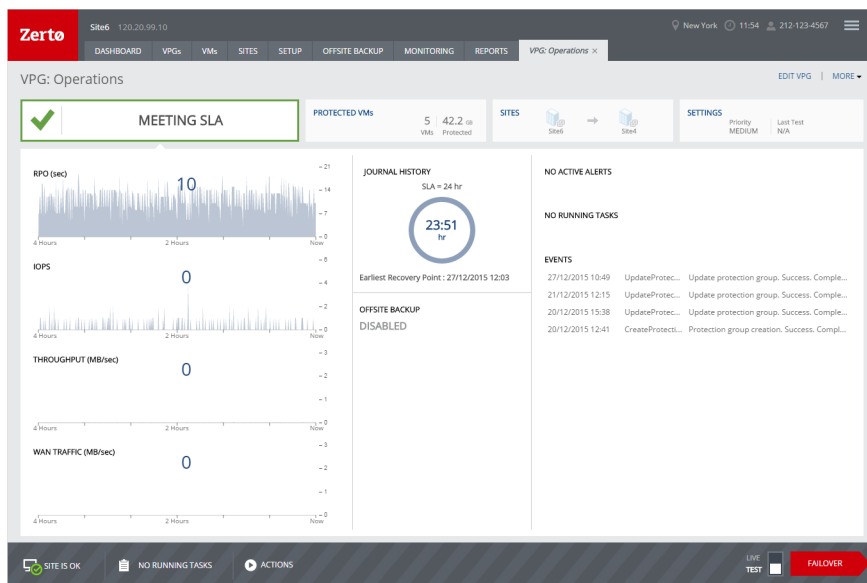 Zertø
Site6 120.20.99.10
New York 11:54 212-123-4567
DASHBOARD VPGs VMs SITES SETUP OFFSITE BACKUP MONITORING REPORTS VPG: Operations ×
VPG: Operations
EDIT VPG | MORE
MEETING SLA
PROTECTED VMs
5 42.2 GB
VMs Protected
SITES
Site6 Site4
SETTINGS
Priority Last Test
MEDIUM N/A
RPO (sec)
10
21
14
7
0
4 Hours 2 Hours Now
IOPS
0
6
4
2
0
4 Hours 2 Hours Now
THROUGHPUT (MB/sec)
0
3
2
1
0
4 Hours 2 Hours Now
WAN TRAFFIC (MB/sec)
0
3
2
1
0
4 Hours 2 Hours Now
JOURNAL HISTORY
SLA = 24 hr
23:51
hr
Earliest Recovery Point : 27/12/2015 12:03
OFFSITE BACKUP
DISABLED
NO ACTIVE ALERTS
NO RUNNING TASKS
EVENTS
27/12/2015 10:49 UpdateProtec... Update protection group. Success. Comple...
21/12/2015 12:15 UpdateProtec... Update protection group. Success. Comple...
20/12/2015 15:38 UpdateProtec... Update protection group. Success. Comple...
20/12/2015 12:41 CreateProtecti... Protection group creation. Success. Compl...
SITE IS OK NO RUNNING TASKS ACTIONS
LIVE
TEST
FAILOVER